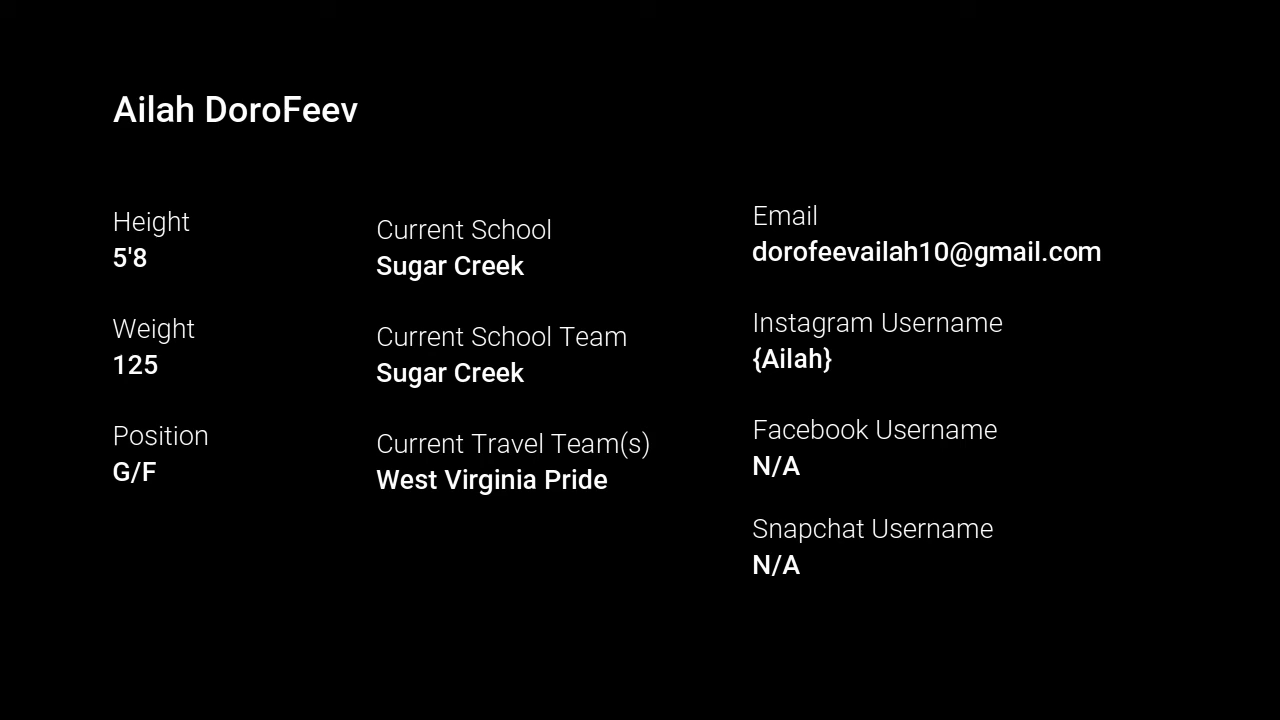 Ailah DoroFeev
Height
5'8
Weight
125
Position
G/F
Current School
Sugar Creek
Current School Team
Sugar Creek
Current Travel Team(s)
West Virginia Pride
Email
dorofeevailah10@gmail.com
Instagram Username
{Ailah}
Facebook Username
N/A
Snapchat Username
N/A